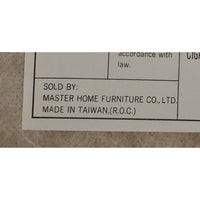 accordance with
law.
SOLD BY:
MASTER HOME FURNITURE CO., LTD.
MADE IN TAIWAN,(R.O.C.)